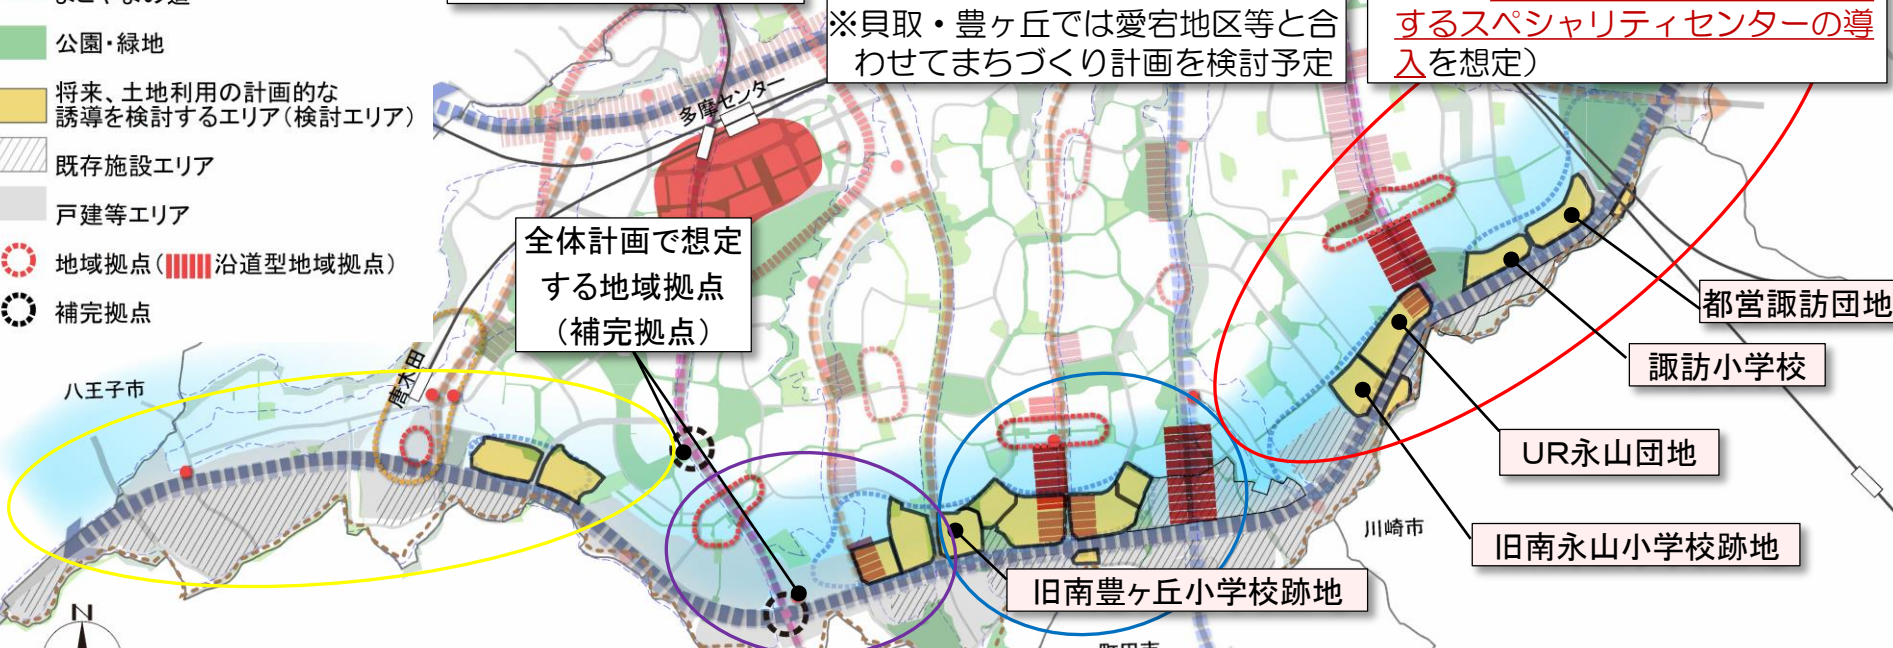 公園・緑地
将来、土地利用の計画的な
誘導を検討するエリア（検討エリア）
既存施設エリア
戸建等エリア
地域拠点（沿道型地域拠点）
補完拠点
※貝取・豊ヶ丘では愛宕地区等と合
わせてまちづくり計画を検討予定
するスペシャリティセンターの導
入を想定）
多摩センター
全体計画で想定
する地域拠点
（補完拠点）
唐木田
八王子市
都営諏訪団地
諏訪小学校
UR永山団地
旧南永山小学校跡地
川崎市
旧南豊ヶ丘小学校跡地
N